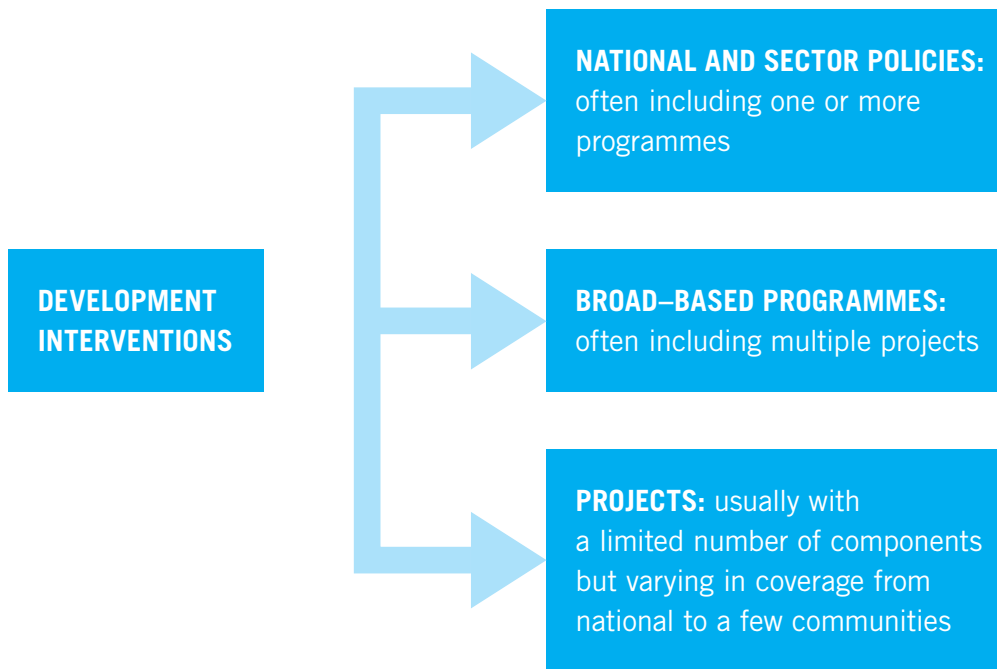 DEVELOPMENT
INTERVENTIONS
NATIONAL AND SECTOR POLICIES:
often including one or more
programmes
BROAD–BASED PROGRAMMES:
often including multiple projects
PROJECTS: usually with
a limited number of components
but varying in coverage from
national to a few communities